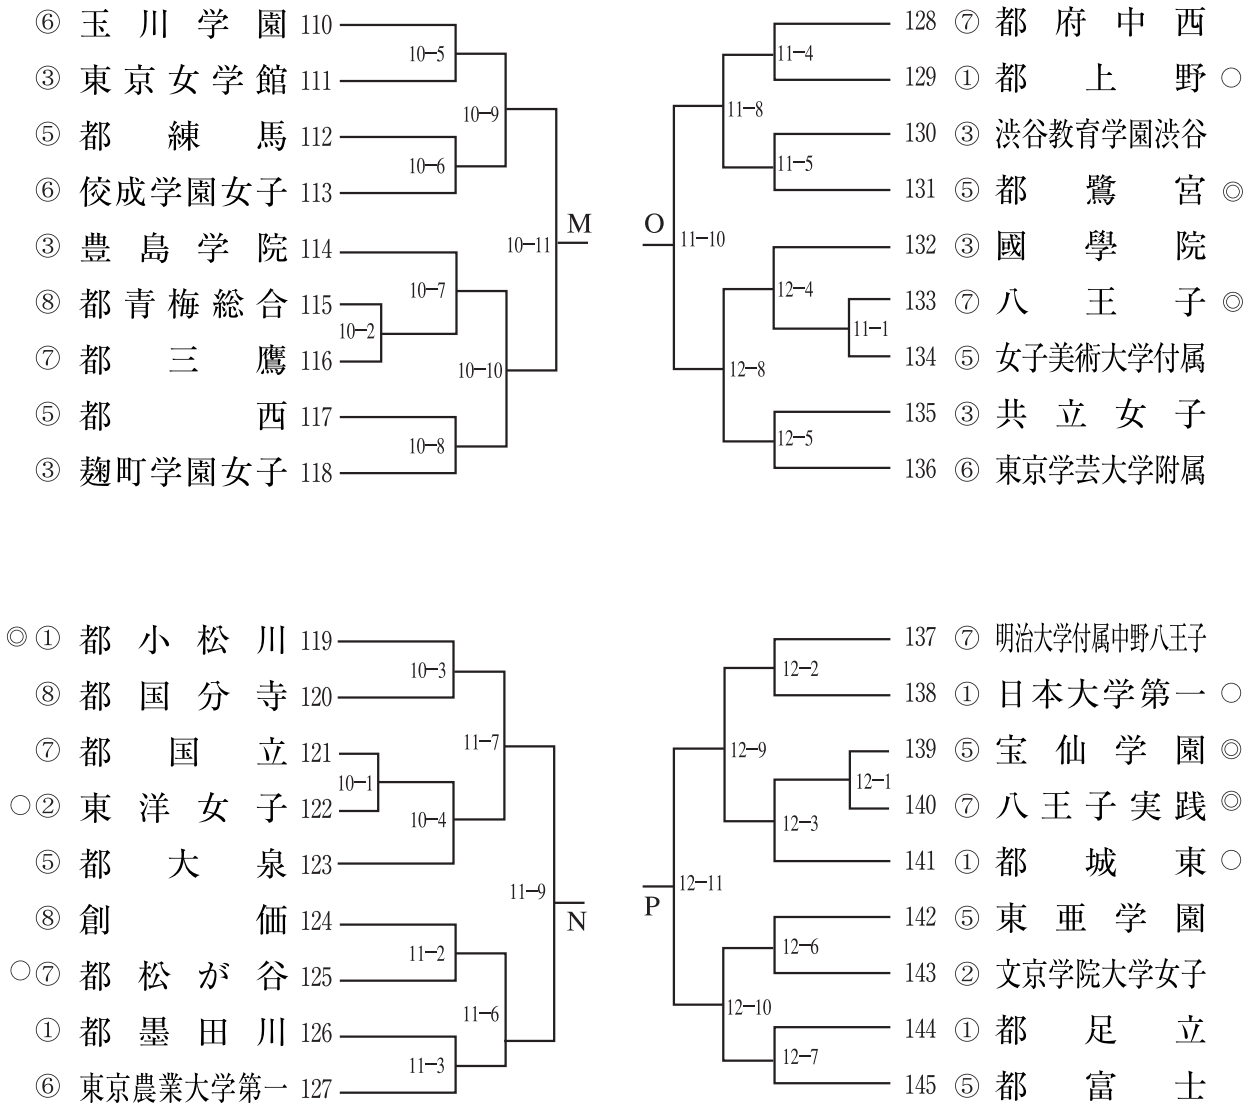 ⑥ 玉川学園 110
③ 東京女学館 111
⑤ 都練馬 112
⑥ 佼成学園女子 113
③ 豊島学院 114
⑧ 都青梅総合 115
⑦ 都三鷹 116
⑤ 都西 117
③ 麹町学園女子 118
10−5
10−9
10−6
10−11
M
10−7
10−2
10−10
10−8
128 ⑦ 都府中西
129 ① 都上野 ○
130 ③ 渋谷教育学園渋谷
131 ⑤ 都鷺宮 ◎
132 ③ 國學院
133 ⑦ 八王子 ◎
134 ⑤ 女子美術大学付属
135 ③ 共立女子
136 ⑥ 東京学芸大学附属
11−4
11−8
11−5
O
11−10
12−4
11−1
12−8
12−5
◎ ① 都小松川 119
⑧ 都国分寺 120
⑦ 都国立 121
○ ② 東洋女子 122
⑤ 都大泉 123
⑧ 創価 124
○ ⑦ 都松が谷 125
① 都墨田川 126
⑥ 東京農業大学第一 127
10−3
11−7
10−1
10−4
11−9
N
11−2
11−6
11−3
137 ⑦ 明治大学付属中野八王子
138 ① 日本大学第一 ○
139 ⑤ 宝仙学園 ◎
140 ⑦ 八王子実践 ◎
141 ① 都城東 ○
142 ⑤ 東亜学園
143 ② 文京学院大学女子
144 ① 都足立
145 ⑤ 都富士
12−2
12−9
12−1
12−3
12−11
P
12−6
12−10
12−7